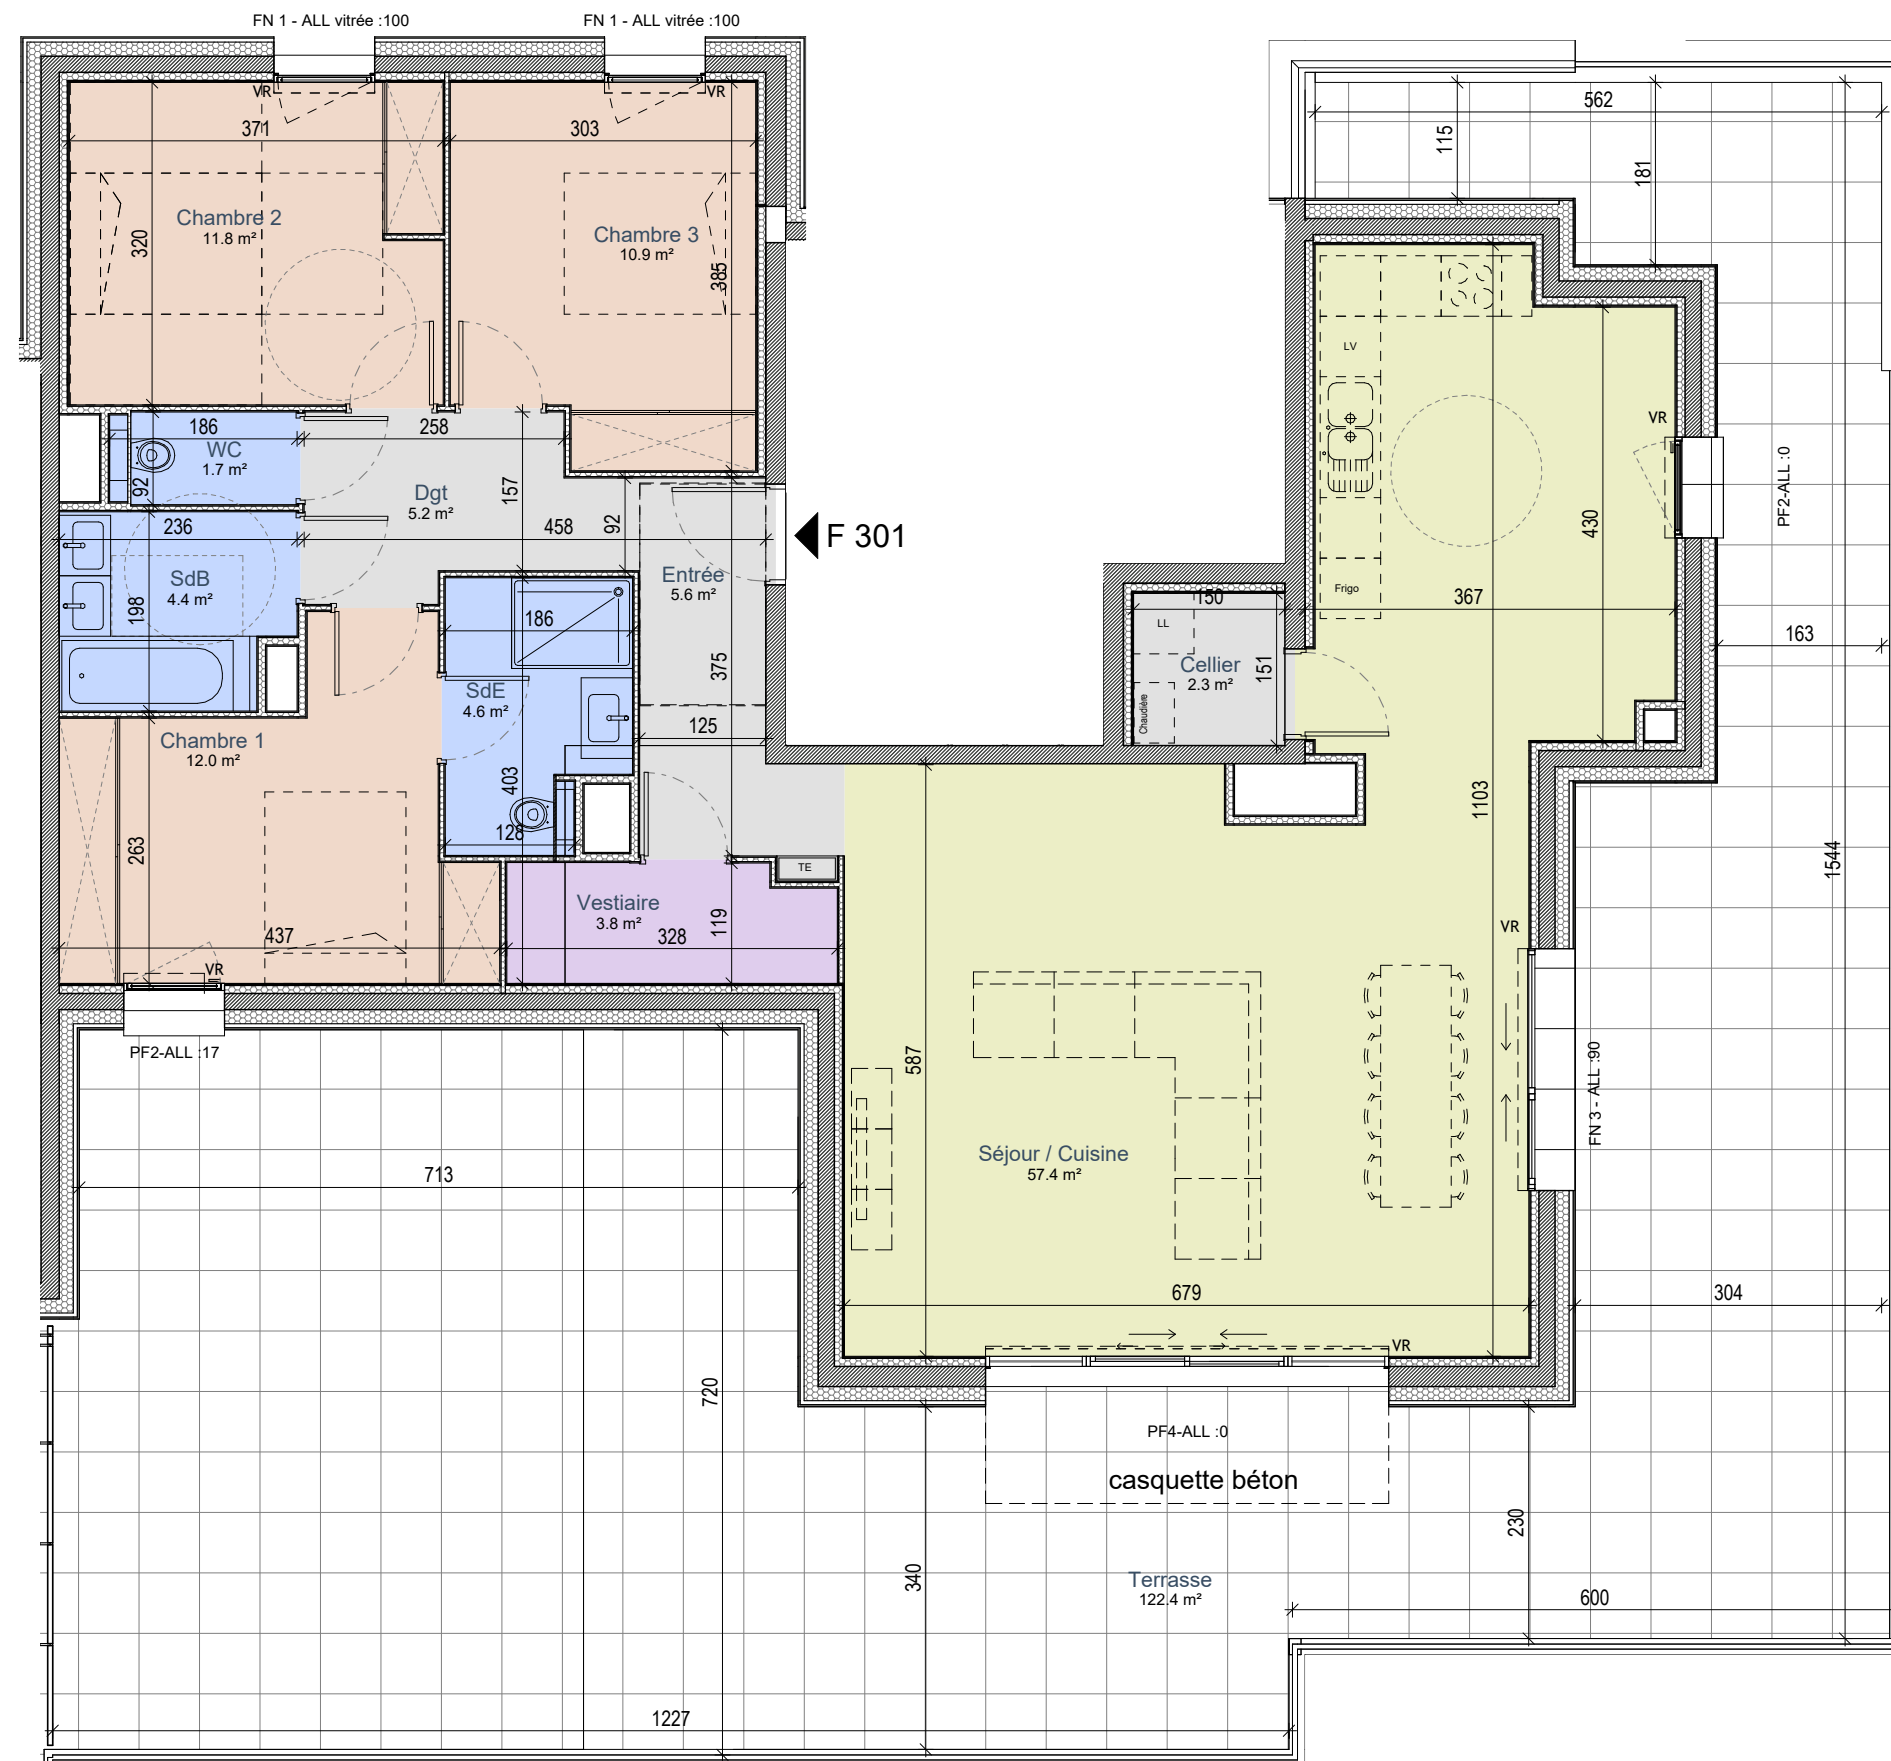 FN 1 - ALL vitrée :100
FN 1 - ALL vitrée :100
VR
VR
371
303
562
115
181
Chambre 2
11.8 m²
Chambre 3
10.9 m²
320
385
LV
VR
PF2-ALL :0
186
258
WC
1.7 m²
92
Dgt
5.2 m²
157
236
458
92
F 301
430
SdB
4.4 m²
198
Entrée
5.6 m²
Frigo
150
367
186
LL
163
Cellier
2.3 m²
151
Chaudière
375
SdE
4.6 m²
125
Chambre 1
12.0 m²
403
1103
128
263
1544
TE
Vestiaire
3.8 m²
119
437
328
VR
VR
PF2-ALL :17
587
FN 3 - ALL :90
Séjour / Cuisine
57.4 m²
713
679
304
VR
720
PF4-ALL :0
casquette béton
230
340
Terrasse
122.4 m²
600
1227